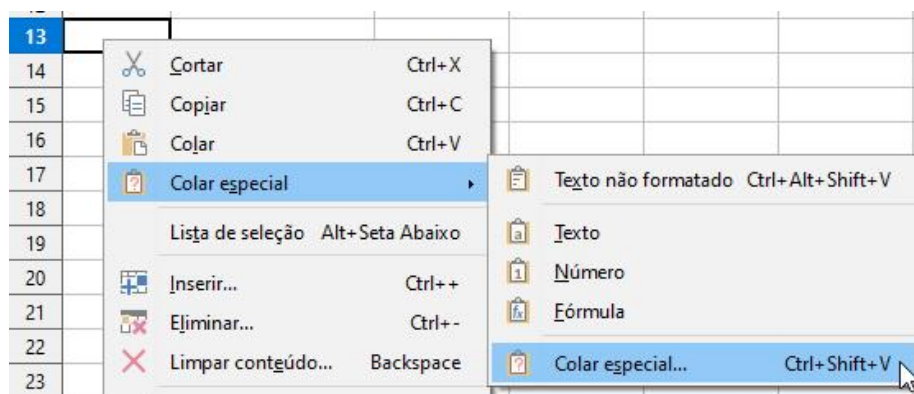 13
14
15
16
17
18
19
20
21
22
23
Cortar Ctrl+X
Copiar Ctrl+C
Colar Ctrl+V
Colar especial
Lista de seleção Alt+Seta Abaixo
Inserir... Ctrl++
Eliminar... Ctrl+-
Limpar conteúdo... Backspace
Texto não formatado Ctrl+Alt+Shift+V
Texto
Número
Fórmula
Colar especial... Ctrl+Shift+V